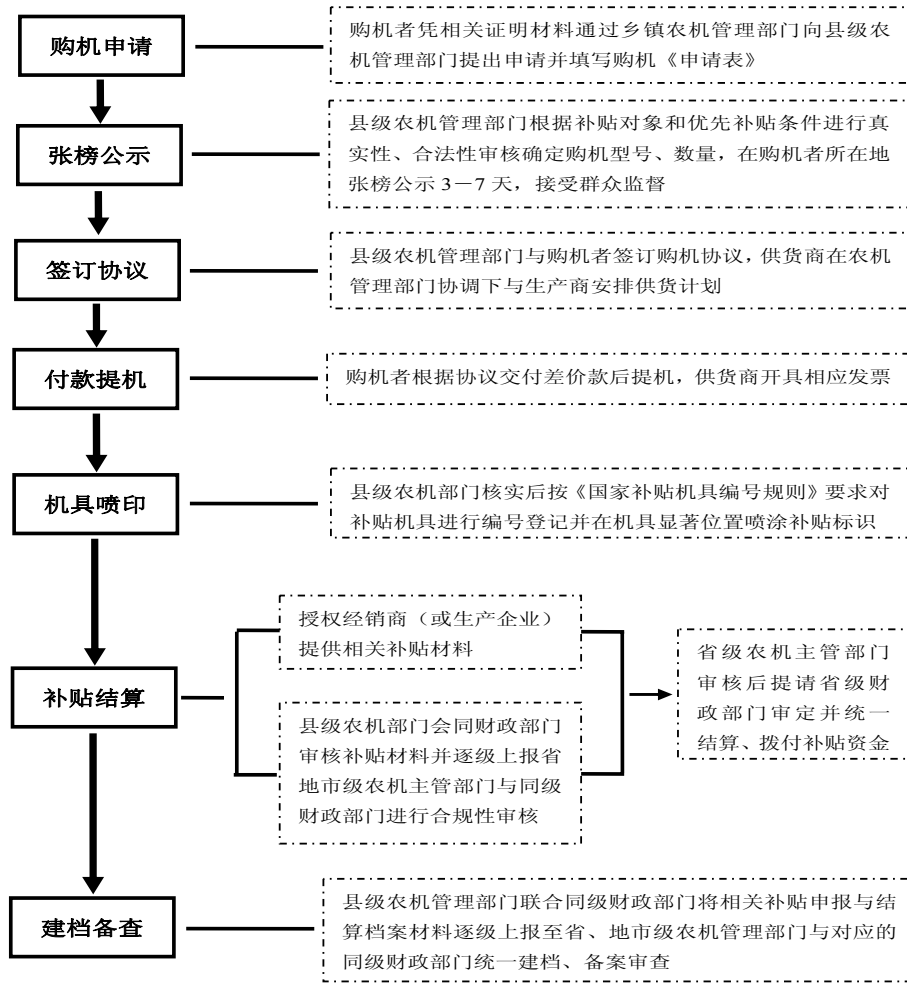 购机申请
购机者凭相关证明材料通过乡镇农机管理部门向县级农
机管理部门提出申请并填写购机《申请表》
张榜公示
县级农机管理部门根据补贴对象和优先补贴条件进行真
实性、合法性审核确定购机型号、数量，在购机者所在地
张榜公示3－7天，接受群众监督
签订协议
县级农机管理部门与购机者签订购机协议，供货商在农机
管理部门协调下与生产商安排供货计划
付款提机
购机者根据协议交付差价款后提机，供货商开具相应发票
机具喷印
县级农机部门核实后按《国家补贴机具编号规则》要求对
补贴机具进行编号登记并在机具显著位置喷涂补贴标识
补贴结算
授权经销商（或生产企业）
提供相关补贴材料
县级农机部门会同财政部门
审核补贴材料并逐级上报省
地市级农机主管部门与同级
财政部门进行合规性审核
省级农机主管部门
审核后提请省级财
政部门审定并统一
结算、拨付补贴资金
建档备查
县级农机管理部门联合同级财政部门将相关补贴申报与结
算档案材料逐级上报至省、地市级农机管理部门与对应的
同级财政部门统一建档、备案审查